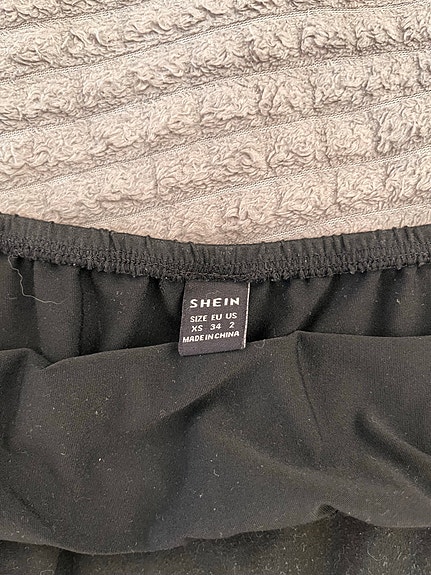 SHEIN
SIZE EU US
XS 34 2
MADE IN CHINA